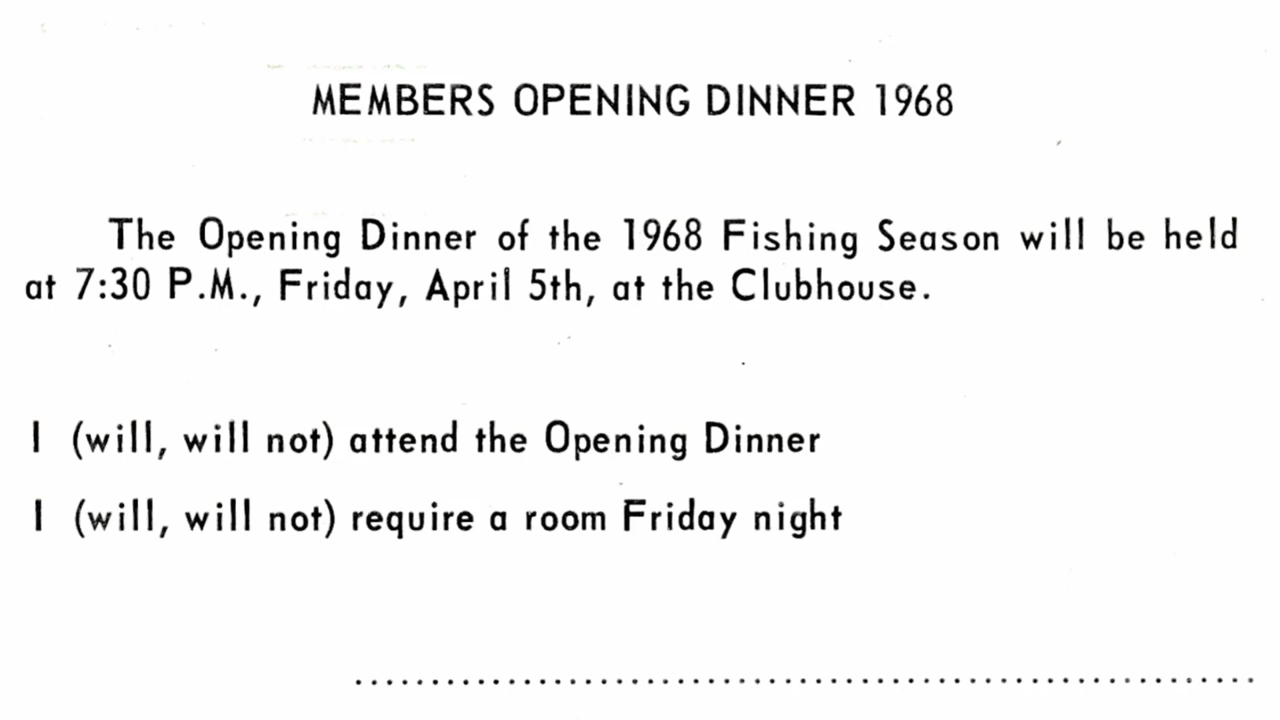 MEMBERS OPENING DINNER 1968
The Opening Dinner of the 1968 Fishing Season will be held
at 7:30 P.M., Friday, April 5th, at the Clubhouse.
I (will, will not) attend the Opening Dinner
I (will, will not) require a room Friday night
............................................................